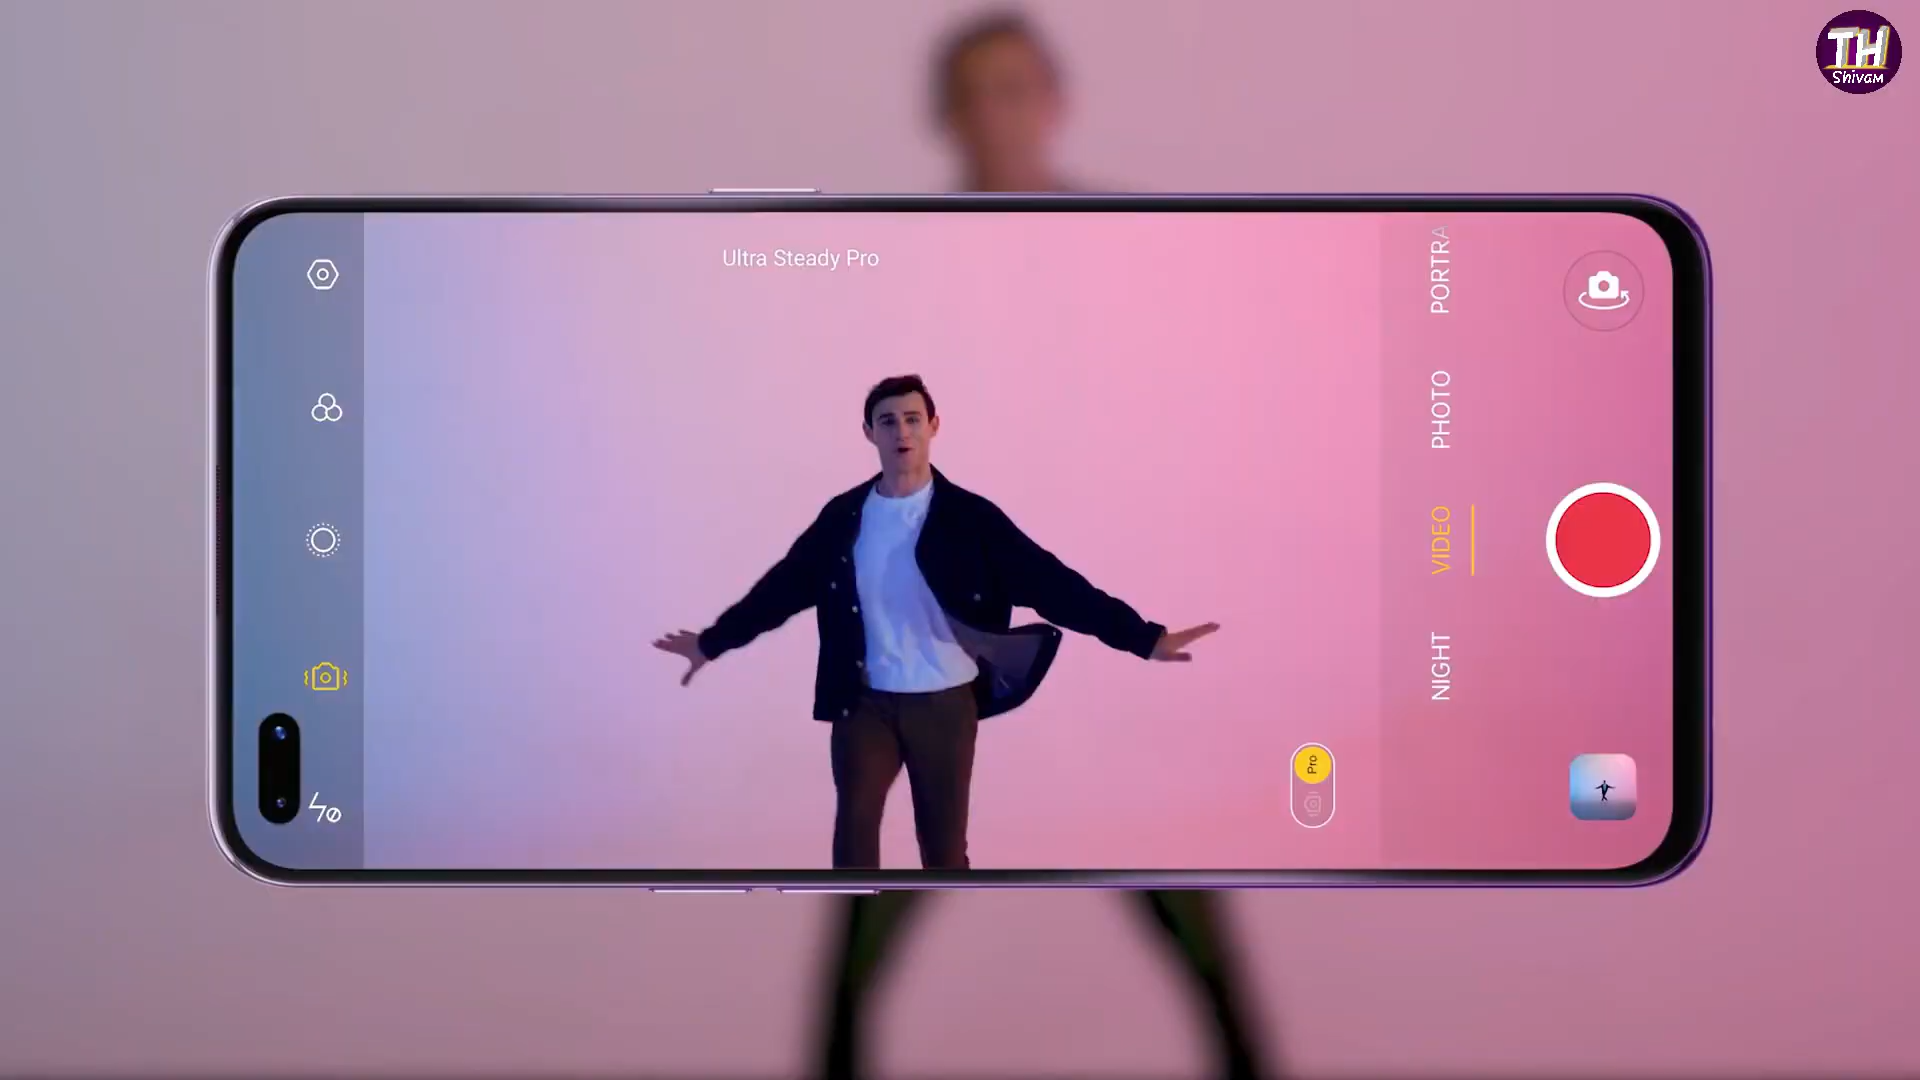 TH
Shivam
Ultra Steady Pro
PORTRA
PHOTO
VIDEO
NIGHT
Pro